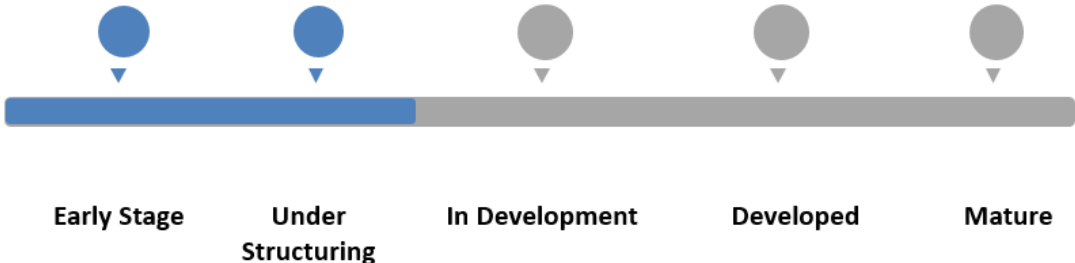 Early Stage
Under
Structuring
In Development
Developed
Mature